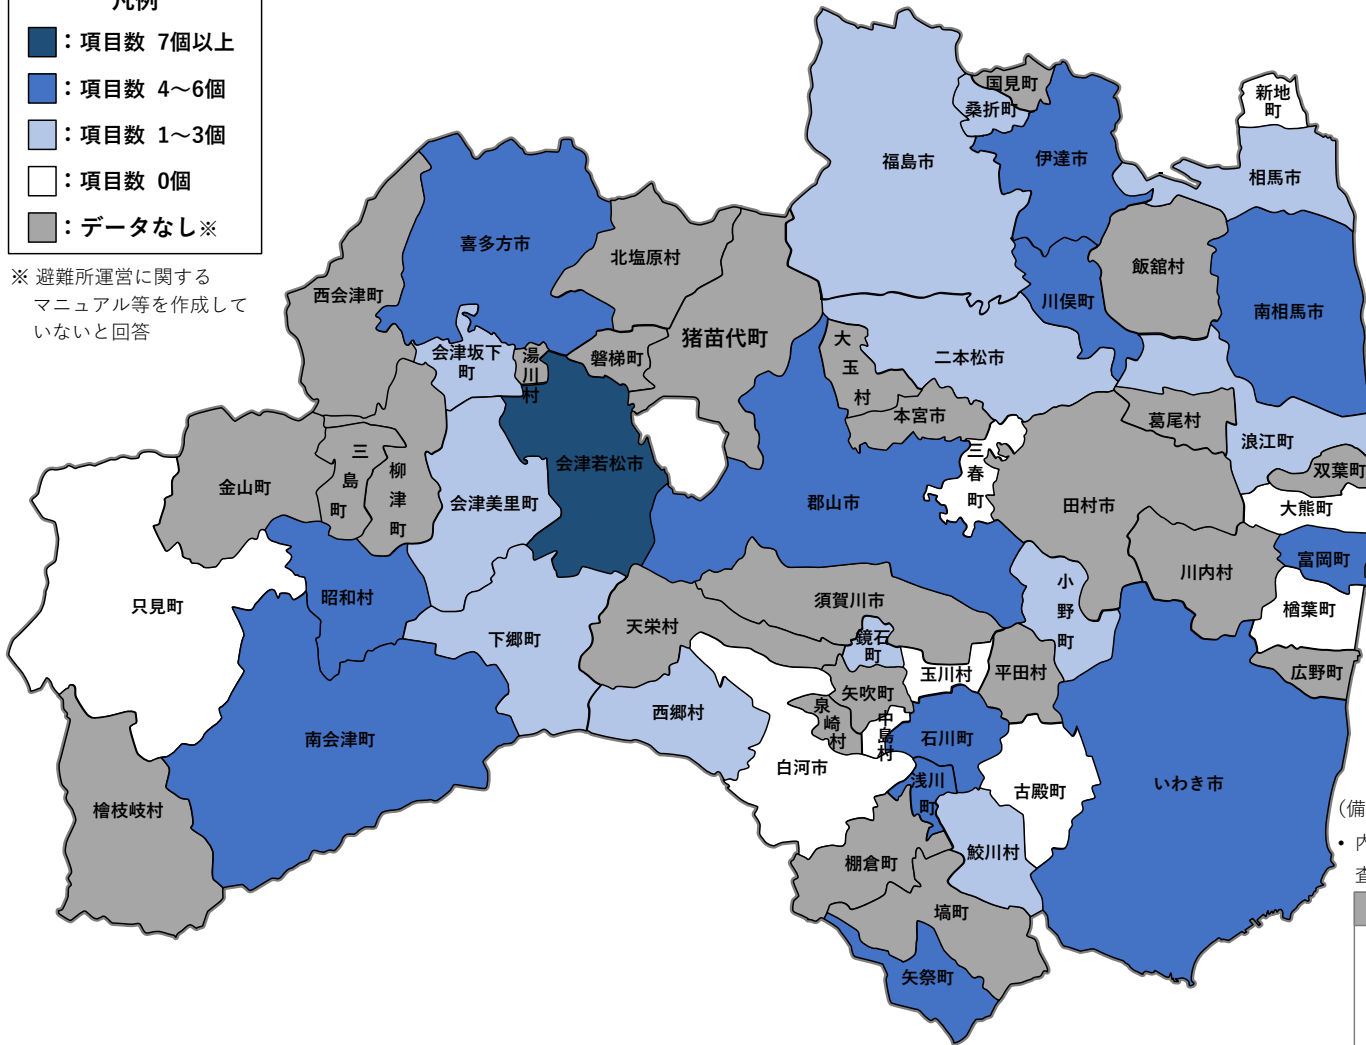 凡例
：項目数 7個以上
：項目数 4～6個
：項目数 1～3個
：項目数 0個
：データなし※
※ 避難所運営に関する
マニュアル等を作成して
いないと回答
国見町
桑折町
新地町
福島市
伊達市
相馬市
喜多方市
北塩原村
飯舘村
西会津町
川俣町
南相馬市
猪苗代町
大玉村
二本松市
会津坂下町
湯川村
磐梯町
本宮市
葛尾村
浪江町
三島町
柳津町
会津若松市
三春町
双葉町
金山町
会津美里町
郡山市
田村市
大熊町
富岡町
川内村
小野町
昭和村
只見町
須賀川市
楢葉町
下郷町
天栄村
鏡石町
玉川村
平田村
広野町
矢吹町
西郷村
泉崎村
中島村
南会津町
石川町
白河市
浅川町
古殿町
いわき市
檜枝岐村
鮫川村
棚倉町
塙町
矢祭町
（備
・内
査